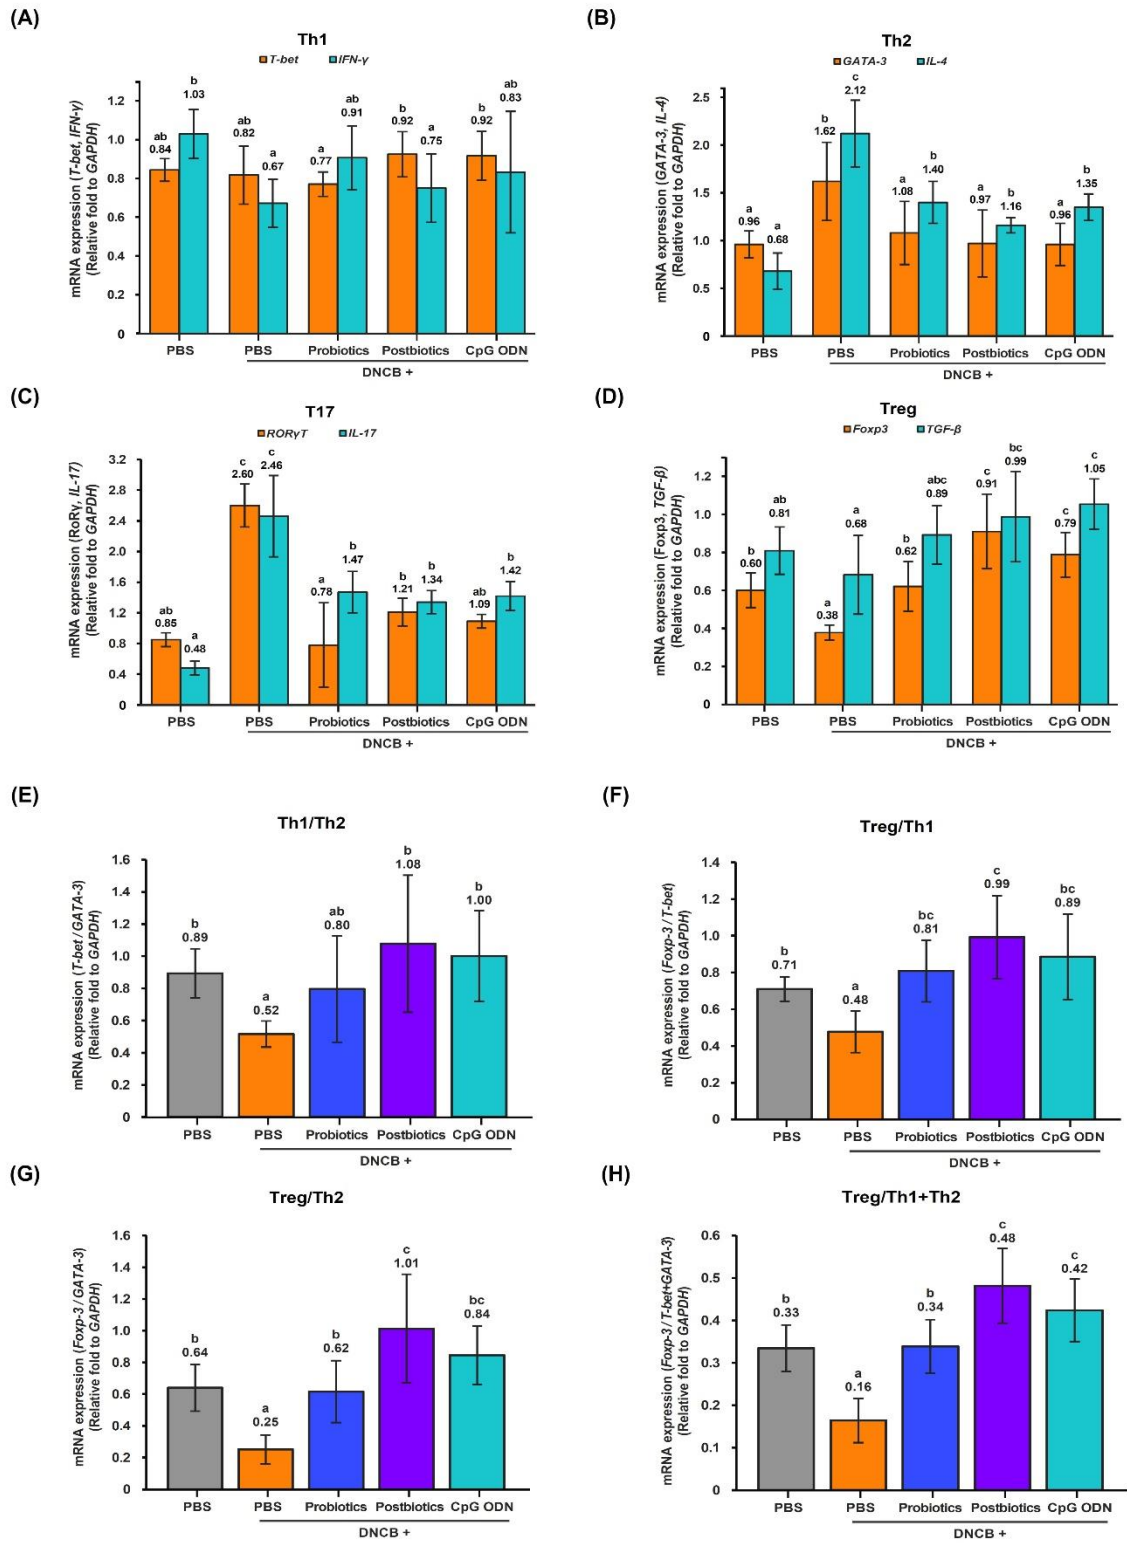 (A)
Th1
T-bet IFN-γ
mRNA expression (T-bet, IFN-γ)
(Relative fold to GAPDH)
1.2
1.0
0.8
0.6
0.4
0.2
0
ab
0.84
b
1.03
ab
0.82
a
0.67
a
0.77
ab
0.91
b
0.92
a
0.75
b
0.92
ab
0.83
PBS PBS Probiotics Postbiotics CpG ODN
DNCB +
(B)
Th2
GATA-3 IL-4
mRNA expression (GATA-3, IL-4)
(Relative fold to GAPDH)
2.5
2.0
1.5
1.0
0.5
0
a
0.96
a
0.68
b
1.62
c
2.12
a
1.08
b
1.40
a
0.97
b
1.16
a
0.96
b
1.35
PBS PBS Probiotics Postbiotics CpG ODN
DNCB +
(C)
T17
RORγT IL-17
mRNA expression (RoRγ, IL-17)
(Relative fold to GAPDH)
3.2
2.8
2.4
2.0
1.6
1.2
0.8
0.4
0
ab
0.85
a
0.48
c
2.60
c
2.46
a
0.78
b
1.47
b
1.21
b
1.34
ab
1.09
b
1.42
PBS PBS Probiotics Postbiotics CpG ODN
DNCB +
(D)
Treg
Foxp3 TGF-β
mRNA expression (Foxp3, TGF-β)
(Relative fold to GAPDH)
1.2
1.0
0.8
0.6
0.4
0.2
0
b
0.60
ab
0.81
a
0.38
a
0.68
b
0.62
abc
0.89
c
0.91
bc
0.99
c
0.79
c
1.05
PBS PBS Probiotics Postbiotics CpG ODN
DNCB +
(E)
Th1/Th2
mRNA expression (T-bet / GATA-3)
(Relative fold to GAPDH)
1.6
1.4
1.2
1.0
0.8
0.6
0.4
0.2
0
b
0.89
a
0.52
ab
0.80
b
1.08
b
1.00
PBS PBS Probiotics Postbiotics CpG ODN
DNCB +
(F)
Treg/Th1
mRNA expression (Foxp-3 / T-bet)
(Relative fold to GAPDH)
1.4
1.2
1.0
0.8
0.6
0.4
0.2
0
b
0.71
a
0.48
bc
0.81
c
0.99
bc
0.89
PBS PBS Probiotics Postbiotics CpG ODN
DNCB +
(G)
Treg/Th2
mRNA expression (Foxp-3 / GATA-3)
(Relative fold to GAPDH)
1.6
1.4
1.2
1.0
0.8
0.6
0.4
0.2
0
b
0.64
a
0.25
b
0.62
c
1.01
bc
0.84
PBS PBS Probiotics Postbiotics CpG ODN
DNCB +
(H)
Treg/Th1+Th2
mRNA expression (Foxp-3 / T-bet+GATA-3)
(Relative fold to GAPDH)
0.6
0.5
0.4
0.3
0.2
0.1
0
b
0.33
a
0.16
b
0.34
c
0.48
c
0.42
PBS PBS Probiotics Postbiotics CpG ODN
DNCB +